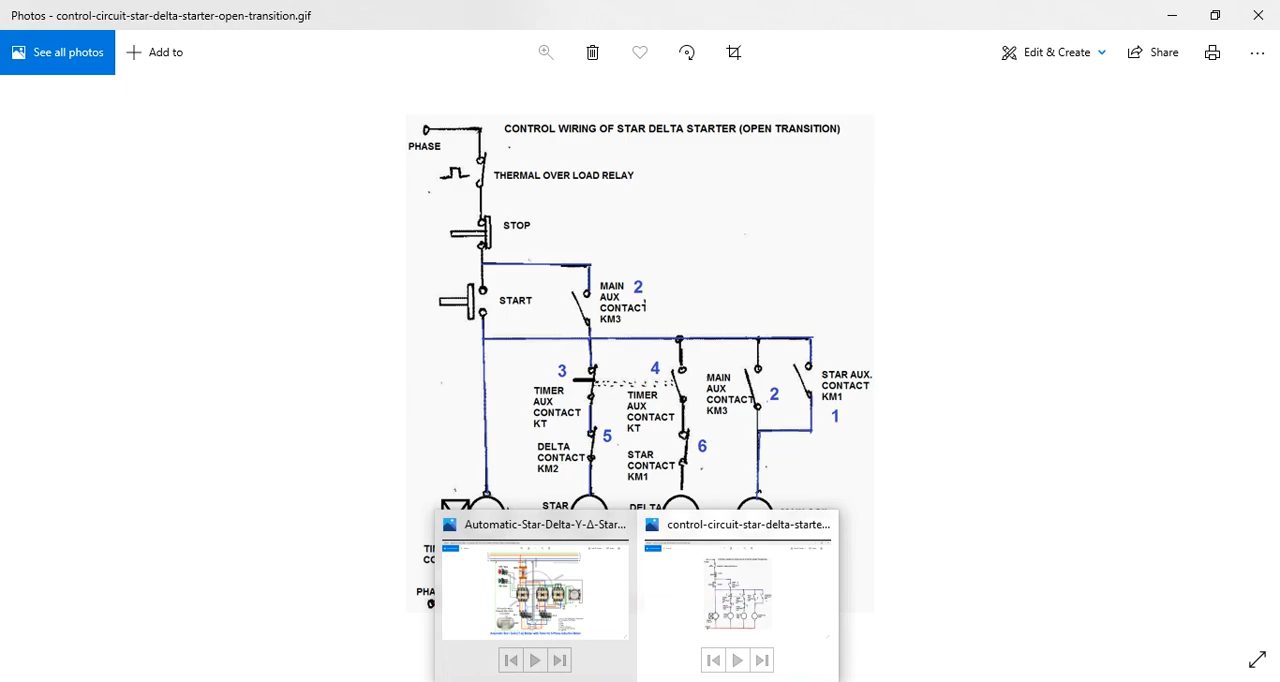 Photos - control-circuit-star-delta-starter-open-transition.gif
See all photos
Add to
Edit & Create
Share
CONTROL WIRING OF STAR DELTA STARTER (OPEN TRANSITION)
PHASE
THERMAL OVER LOAD RELAY
STOP
START
MAIN 2
AUX
CONTACT
KM3
3
TIMER
AUX
CONTACT
KT
4
TIMER
AUX
CONTACT
KT
MAIN
AUX
CONTACT
KM3
2
STAR AUX.
CONTACT
KM1
1
5
DELTA
CONTACT
KM2
6
STAR
CONTACT
KM1
STAR
DELTA
Automatic-Star-Delta-Y-Δ-Star...
control-circuit-star-delta-starte...